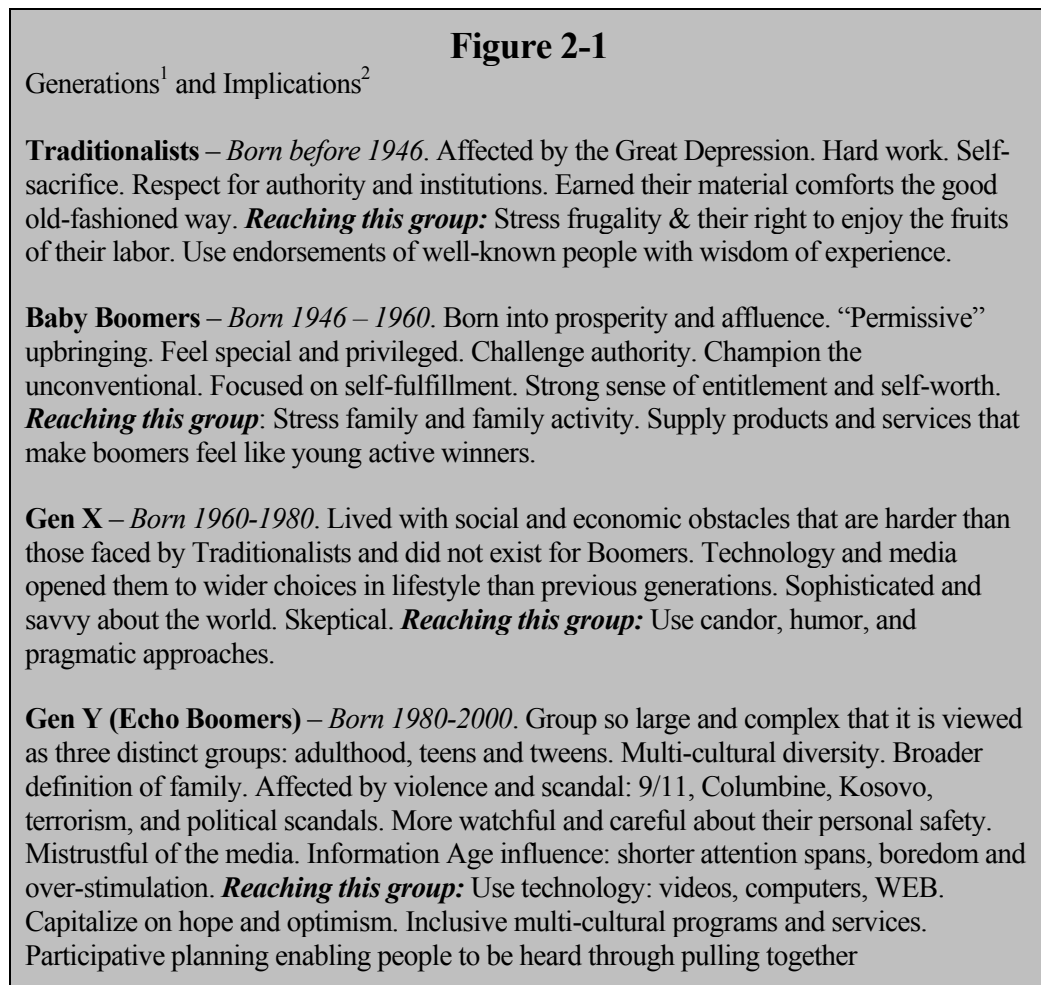 Figure 2-1
Generations1 and Implications2
Traditionalists – Born before 1946. Affected by the Great Depression. Hard work. Self-
sacrifice. Respect for authority and institutions. Earned their material comforts the good
old-fashioned way. Reaching this group: Stress frugality & their right to enjoy the fruits
of their labor. Use endorsements of well-known people with wisdom of experience.
Baby Boomers – Born 1946 – 1960. Born into prosperity and affluence. “Permissive”
upbringing. Feel special and privileged. Challenge authority. Champion the
unconventional. Focused on self-fulfillment. Strong sense of entitlement and self-worth.
Reaching this group: Stress family and family activity. Supply products and services that
make boomers feel like young active winners.
Gen X – Born 1960-1980. Lived with social and economic obstacles that are harder than
those faced by Traditionalists and did not exist for Boomers. Technology and media
opened them to wider choices in lifestyle than previous generations. Sophisticated and
savvy about the world. Skeptical. Reaching this group: Use candor, humor, and
pragmatic approaches.
Gen Y (Echo Boomers) – Born 1980-2000. Group so large and complex that it is viewed
as three distinct groups: adulthood, teens and tweens. Multi-cultural diversity. Broader
definition of family. Affected by violence and scandal: 9/11, Columbine, Kosovo,
terrorism, and political scandals. More watchful and careful about their personal safety.
Mistrustful of the media. Information Age influence: shorter attention spans, boredom and
over-stimulation. Reaching this group: Use technology: videos, computers, WEB.
Capitalize on hope and optimism. Inclusive multi-cultural programs and services.
Participative planning enabling people to be heard through pulling together